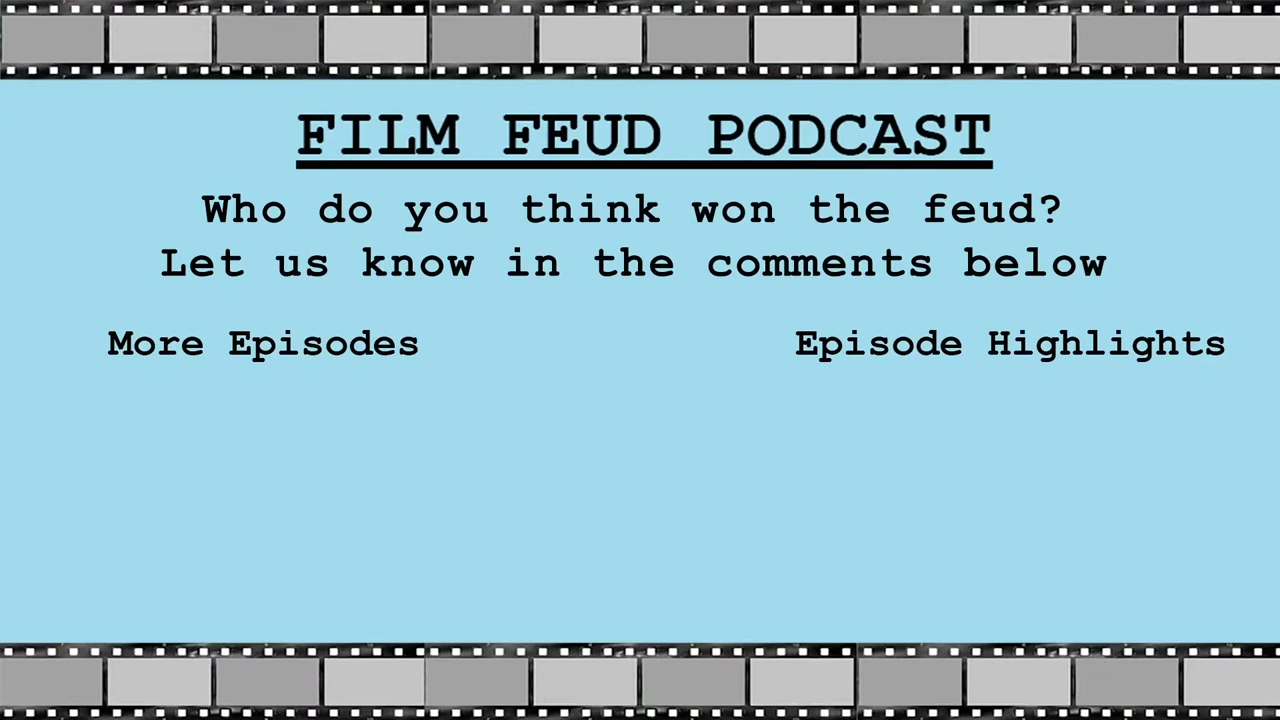 FILM FEUD PODCAST
Who do you think won the feud?
Let us know in the comments below
More Episodes
Episode Highlights